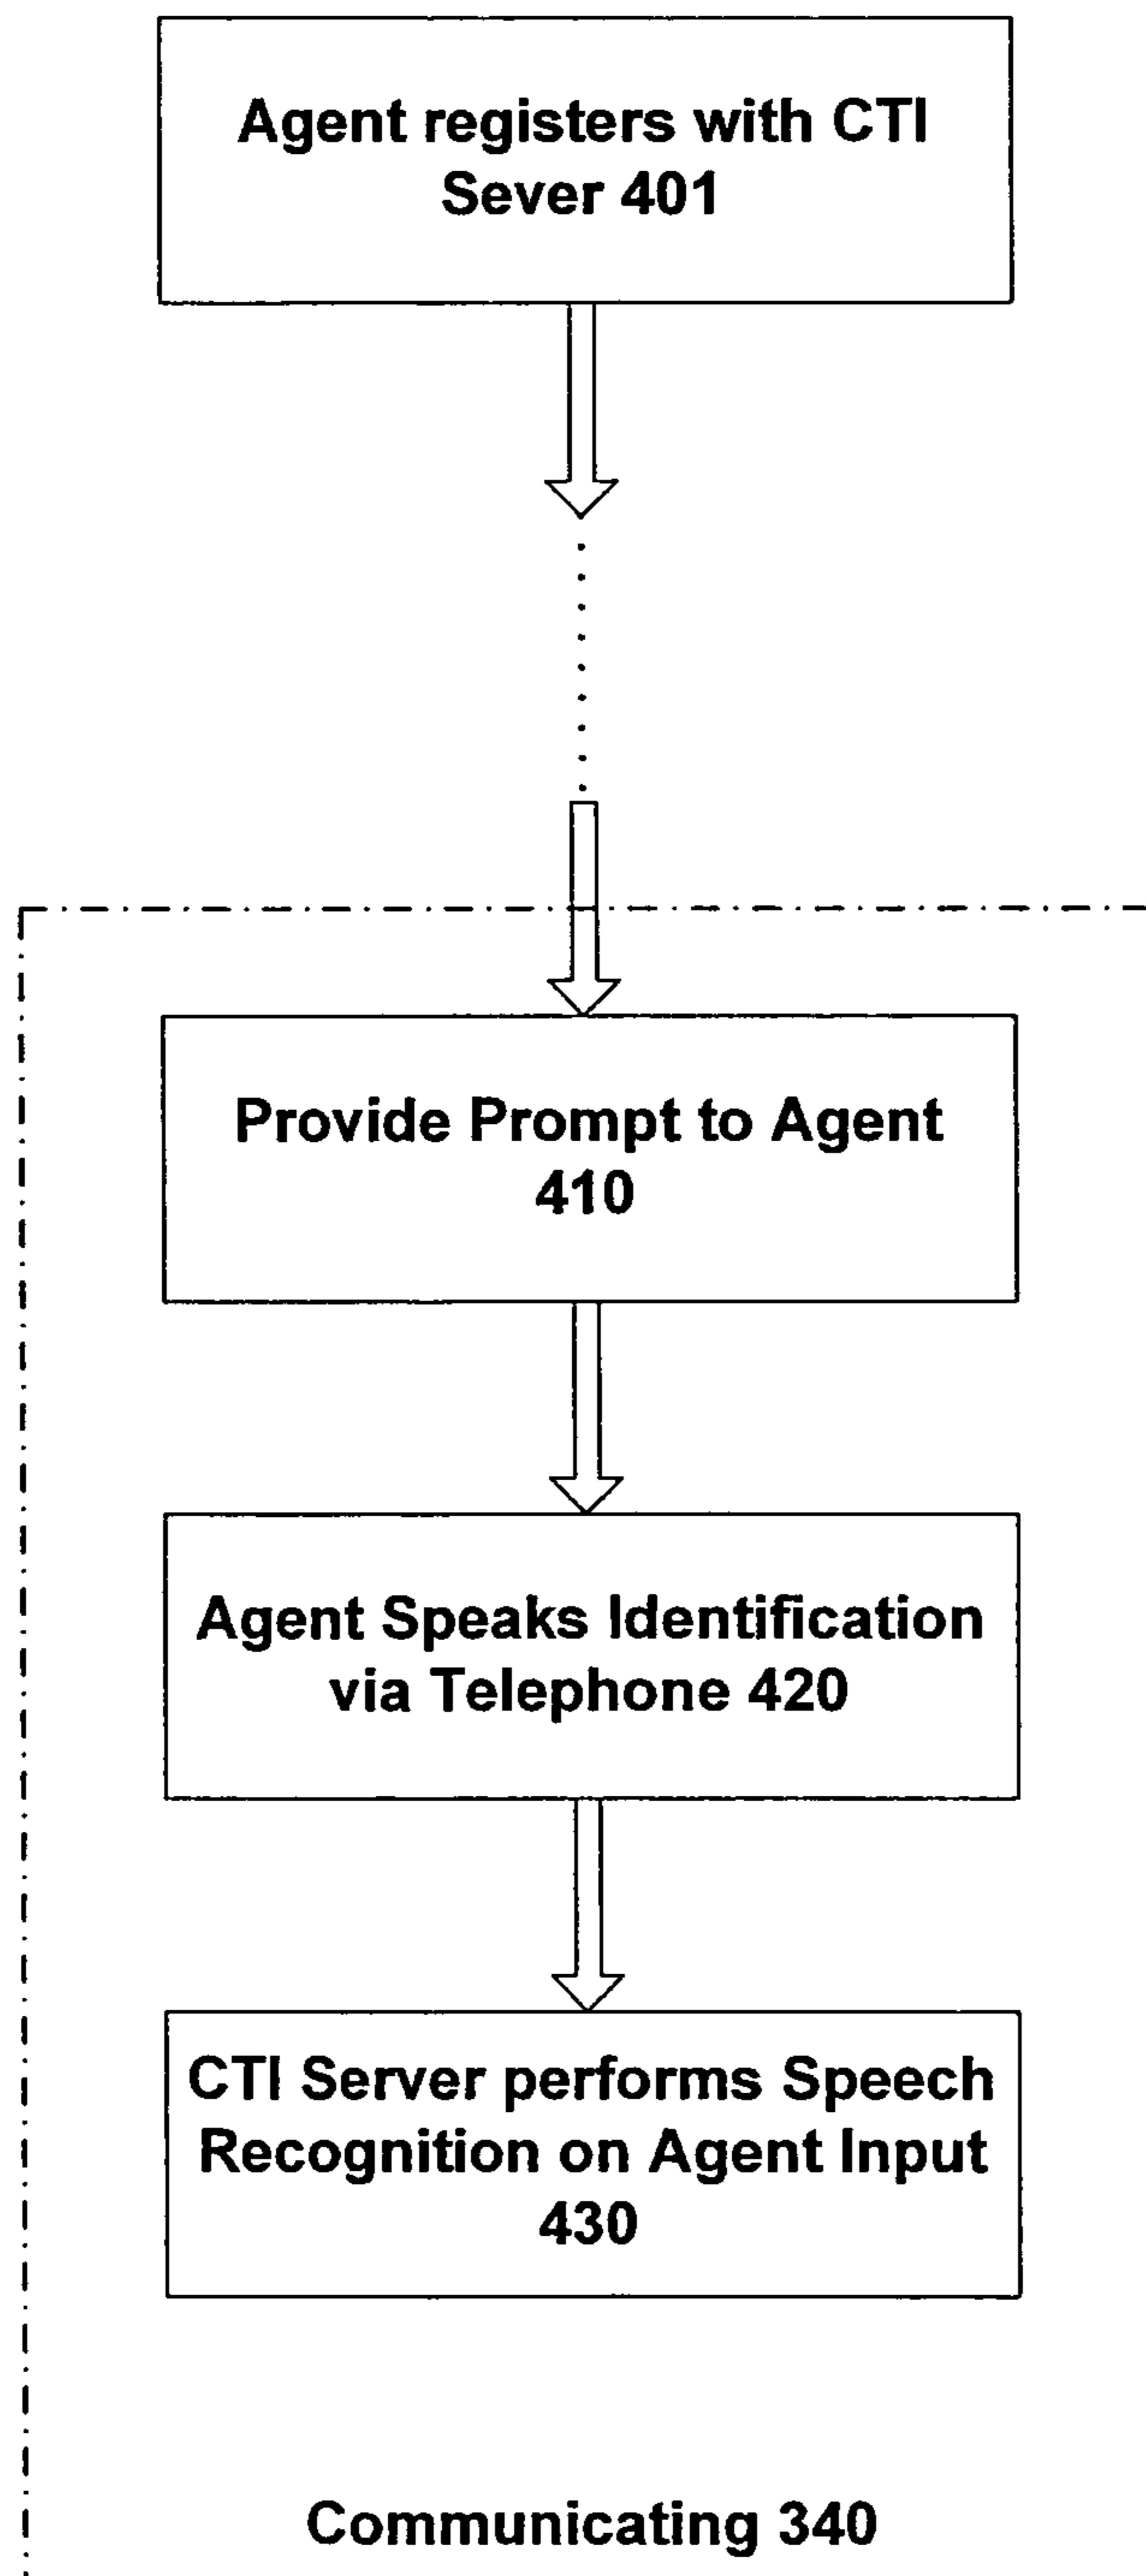 Agent registers with CTI
Sever 401
Provide Prompt to Agent
410
Agent Speaks Identification
via Telephone 420
CTI Server performs Speech
Recognition on Agent Input
430
Communicating 340